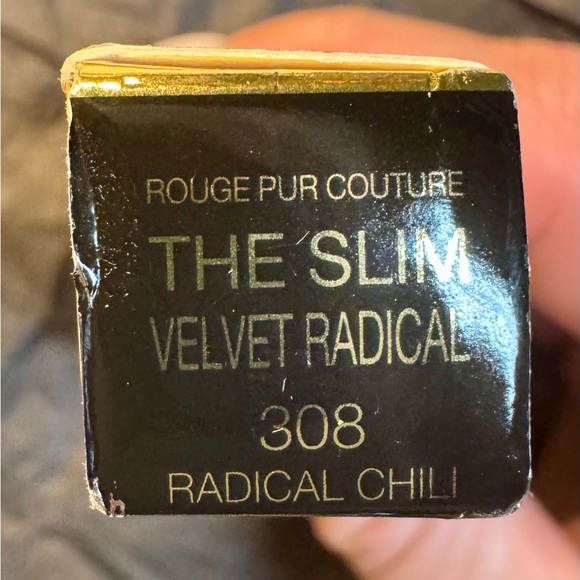 ROUGE PUR COUTURE
THE SLIM
VELVET RADICAL
308
RADICAL CHILI